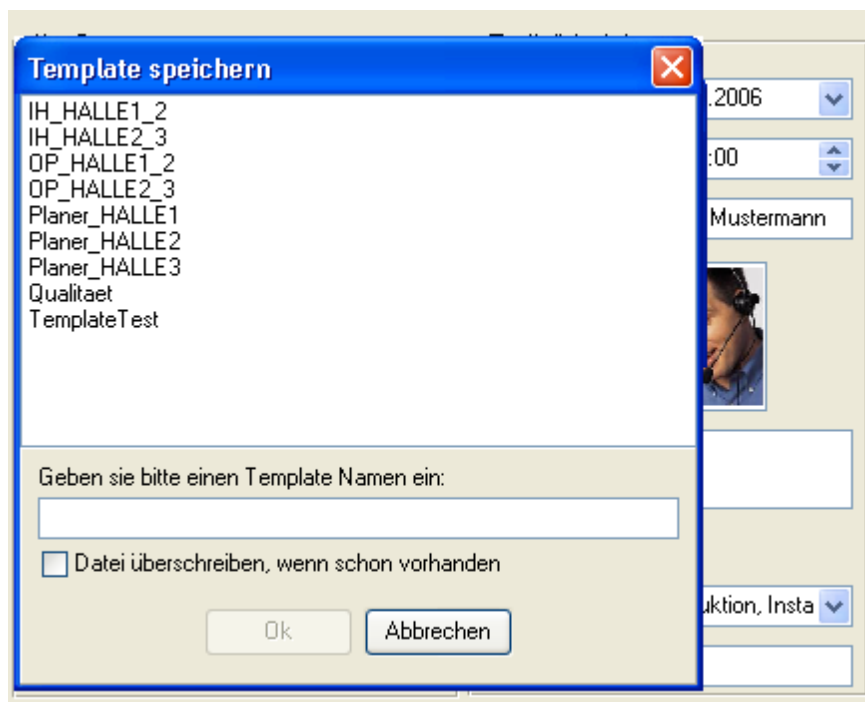 Template speichern
IH_HALLE1_2
IH_HALLE2_3
OP_HALLE1_2
OP_HALLE2_3
Planer_HALLE1
Planer_HALLE2
Planer_HALLE3
Qualitaet
TemplateTest
Geben sie bitte einen Template Namen ein:
Datei überschreiben, wenn schon vorhanden
Ok
Abbrechen
.2006
:00
Mustermann
uktion, Insta